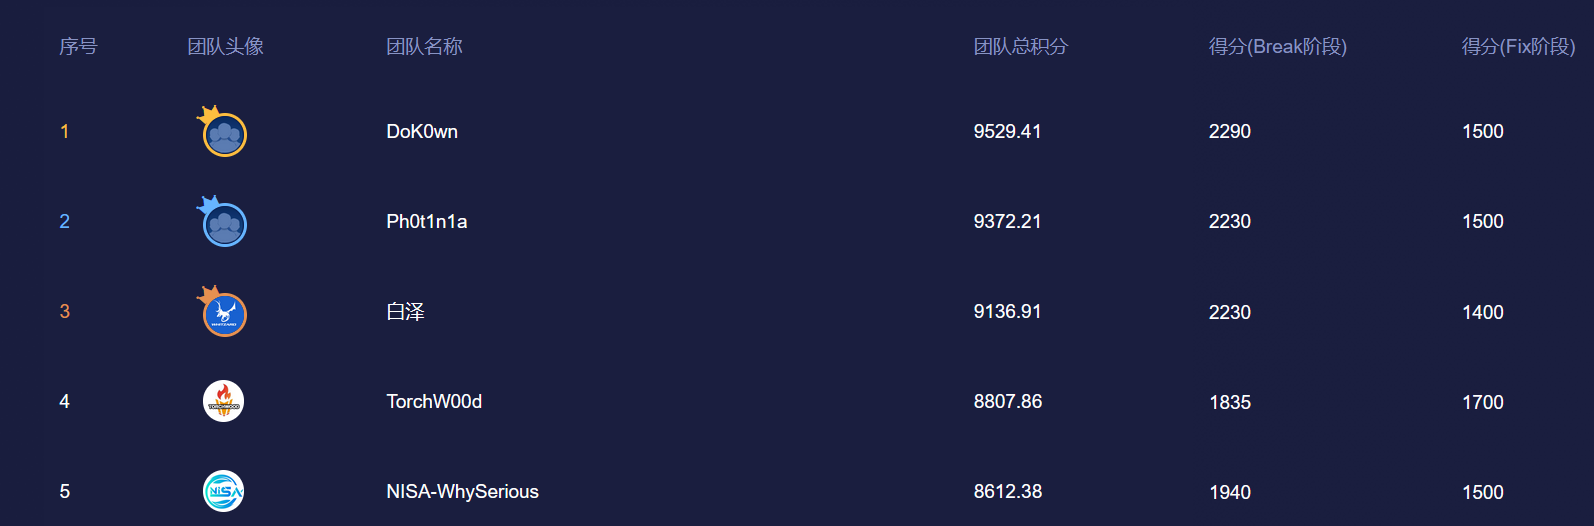 序号 团队头像 团队名称 团队总积分 得分(Break阶段) 得分(Fix阶段)
1 DoK0wn 9529.41 2290 1500
2 Ph0t1n1a 9372.21 2230 1500
3 白泽 9136.91 2230 1400
4 TORCHWOOD TorchW00d 8807.86 1835 1700
5 NISA NISA-WhySerious 8612.38 1940 1500